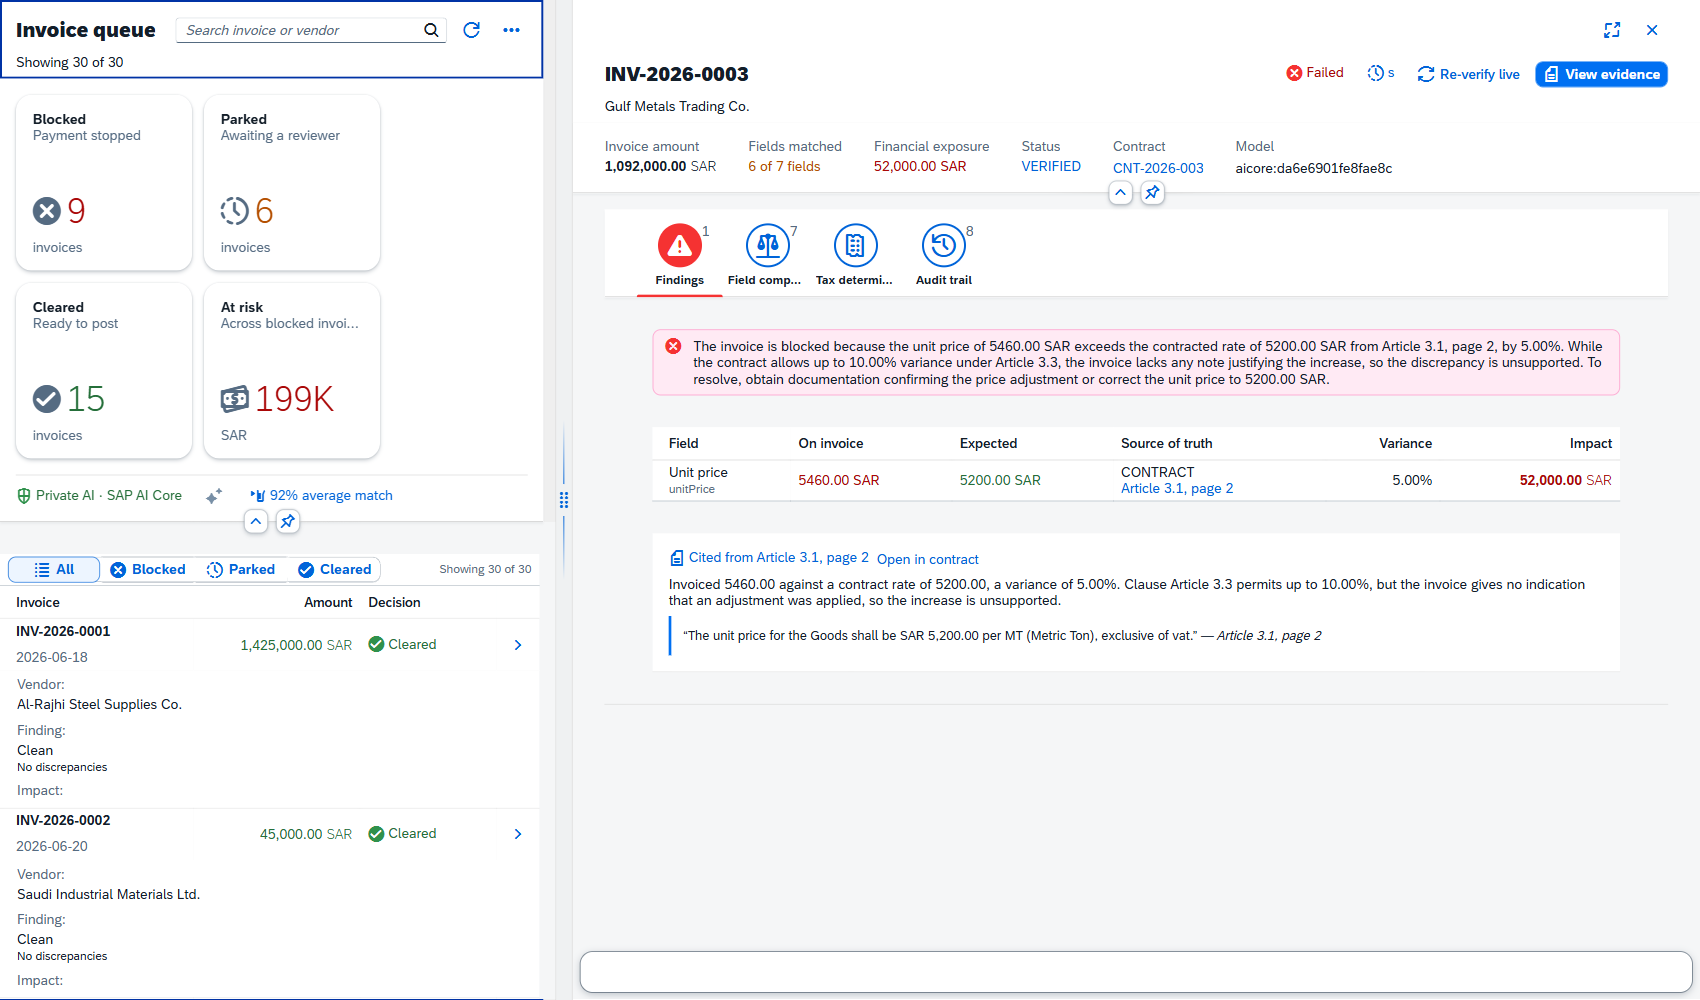 Invoice queue
Search invoice or vendor
Showing 30 of 30
Blocked
Payment stopped
9
invoices
Parked
Awaiting a reviewer
6
invoices
Cleared
Ready to post
15
invoices
At risk
Across blocked invoi...
199K
SAR
Private AI · SAP AI Core
92% average match
All
Blocked
Parked
Cleared
Showing 30 of 30
Invoice Amount Decision
INV-2026-0001
1,425,000.00 SAR Cleared
2026-06-18
Vendor:
Al-Rajhi Steel Supplies Co.
Finding:
Clean
No discrepancies
Impact:
INV-2026-0002
45,000.00 SAR Cleared
2026-06-20
Vendor:
Saudi Industrial Materials Ltd.
Finding:
Clean
No discrepancies
Impact:
INV-2026-0003
Failed
s
Re-verify live
View evidence
Gulf Metals Trading Co.
Invoice amount
1,092,000.00 SAR
Fields matched
6 of 7 fields
Financial exposure
52,000.00 SAR
Status
VERIFIED
Contract
CNT-2026-003
Model
aicore:da6e6901fe8fae8c
1
Findings
7
Field comp...
Tax determi...
8
Audit trail
The invoice is blocked because the unit price of 5460.00 SAR exceeds the contracted rate of 5200.00 SAR from Article 3.1, page 2, by 5.00%. While
the contract allows up to 10.00% variance under Article 3.3, the invoice lacks any note justifying the increase, so the discrepancy is unsupported. To
resolve, obtain documentation confirming the price adjustment or correct the unit price to 5200.00 SAR.
Field On invoice Expected Source of truth Variance Impact
Unit price
unitPrice
5460.00 SAR
5200.00 SAR
CONTRACT
Article 3.1, page 2
5.00%
52,000.00 SAR
Cited from Article 3.1, page 2 Open in contract
Invoiced 5460.00 against a contract rate of 5200.00, a variance of 5.00%. Clause Article 3.3 permits up to 10.00%, but the invoice gives no indication
that an adjustment was applied, so the increase is unsupported.
“The unit price for the Goods shall be SAR 5,200.00 per MT (Metric Ton), exclusive of vat.” — Article 3.1, page 2